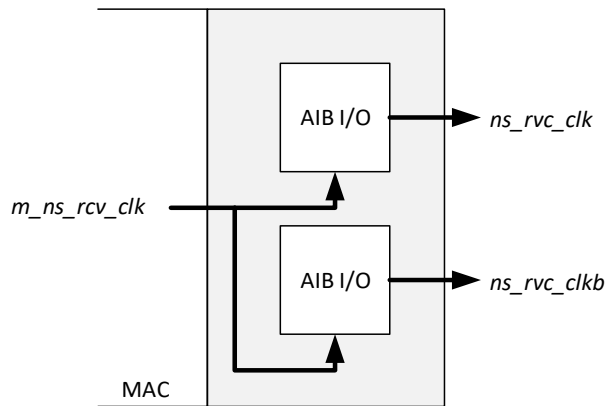 AIB I/O
ns_rvc_clk
m_ns_rcv_clk
AIB I/O
ns_rvc_clkb
MAC